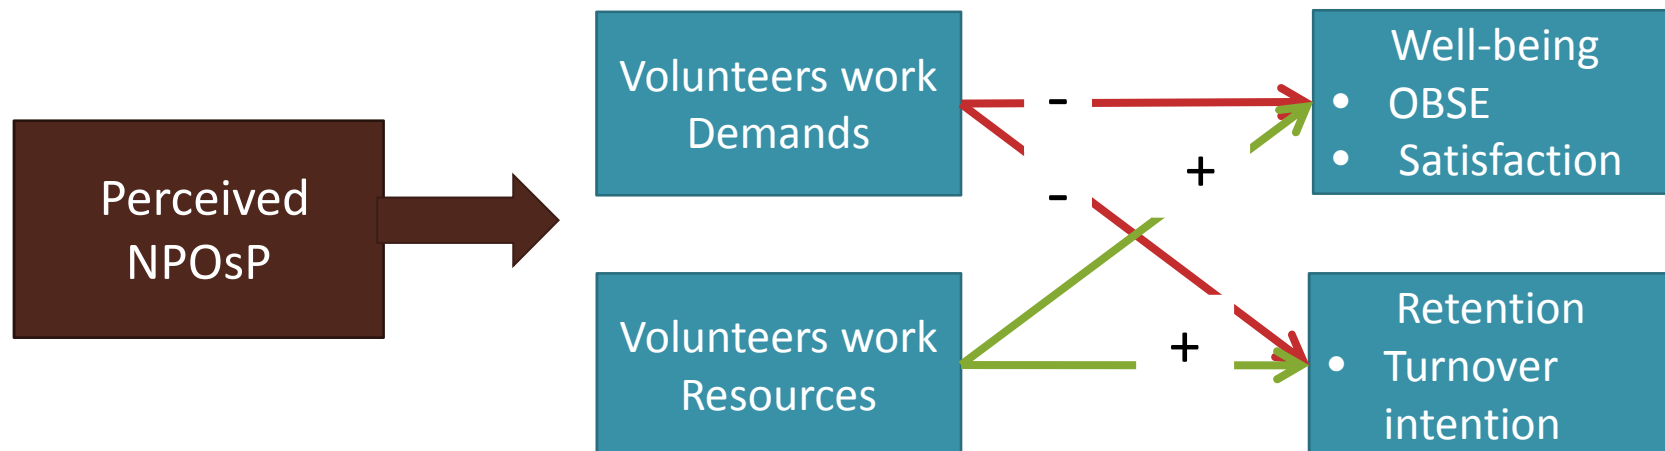 Perceived
NPOsP
Volunteers work
Demands
Volunteers work
Resources
-
-
+
+
Well-being
• OBSE
• Satisfaction
Retention
• Turnover
intention